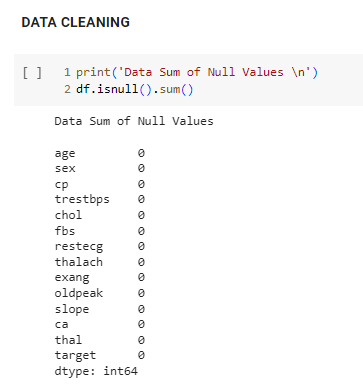 DATA CLEANING
[ ] 1 print('Data Sum of Null Values \n')
2 df.isnull().sum()
Data Sum of Null Values
age 0
sex 0
cp 0
trestbps 0
chol 0
fbs 0
restecg 0
thalach 0
exang 0
oldpeak 0
slope 0
ca 0
thal 0
target 0
dtype: int64